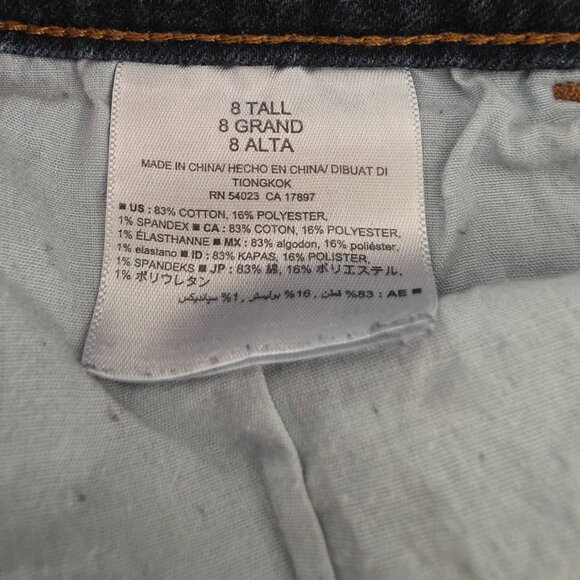 8 TALL
8 GRAND
8 ALTA
MADE IN CHINA/ HECHO EN CHINA/ DIBUAT DI
TIONGKOK
RN 54023 CA 17897
■ US : 83% COTTON, 16% POLYESTER,
1% SPANDEX ■ CA : 83% COTON, 16% POLYESTER,
1% ÉLASTHANNE ■ MX : 83% algodon, 16% poliéster,
1% elastano ■ ID : 83% KAPAS, 16% POLISTER,
1% SPANDEKS ■ JP : 83% 綿, 16% ポリエステル,
1% ポリウレタン
■ AE : 83% قطن , 16% بوليستر , 1% سباندیکس